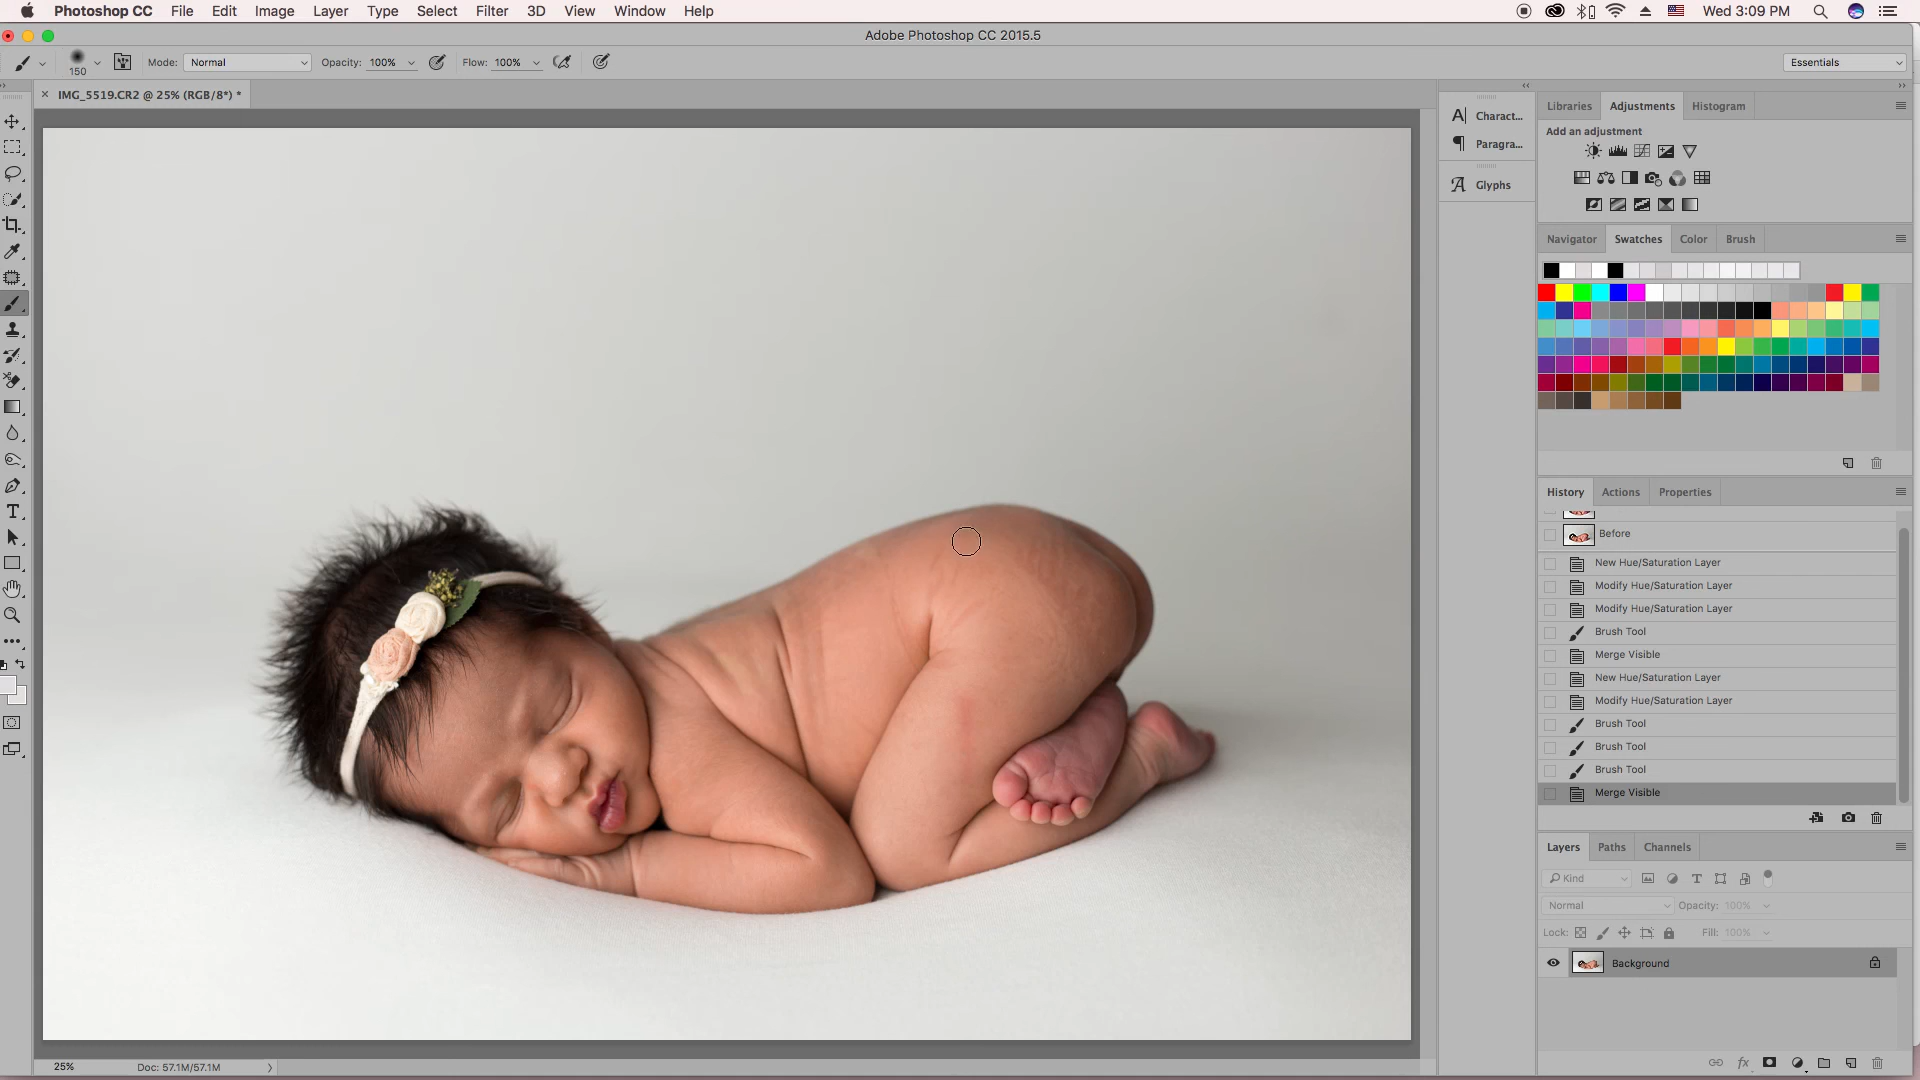 Photoshop CC File Edit Image Layer Type Select Filter 3D View Window Help Wed 3:09 PM
Adobe Photoshop CC 2015.5
150 Mode: Normal Opacity: 100% Flow: 100% Essentials
× IMG_5519.CR2 @ 25% (RGB/8*) *
Libraries Adjustments Histogram
Add an adjustment
A| Charact...
¶ Paragra...
A Glyphs
Navigator Swatches Color Brush
History Actions Properties
Before
New Hue/Saturation Layer
Modify Hue/Saturation Layer
Modify Hue/Saturation Layer
Brush Tool
Merge Visible
New Hue/Saturation Layer
Modify Hue/Saturation Layer
Brush Tool
Brush Tool
Brush Tool
Merge Visible
Layers Paths Channels
Kind
Normal Opacity: 100%
Lock: Fill: 100%
Background
fx
25% Doc: 57.1M/57.1M